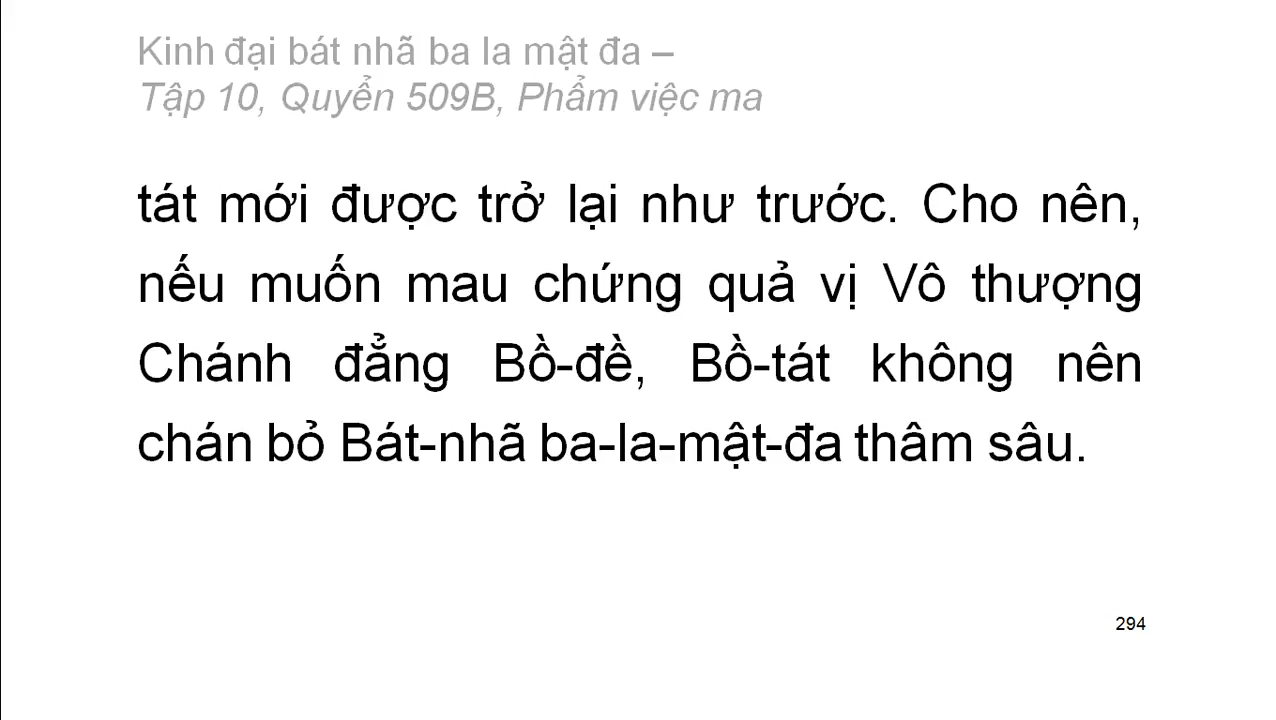 Kinh đại bát nhã ba la mật đa –
Tập 10, Quyển 509B, Phẩm việc ma
tát mới được trở lại như trước. Cho nên,
nếu muốn mau chứng quả vị Vô thượng
Chánh đẳng Bồ-đề, Bồ-tát không nên
chán bỏ Bát-nhã ba-la-mật-đa thâm sâu.
294